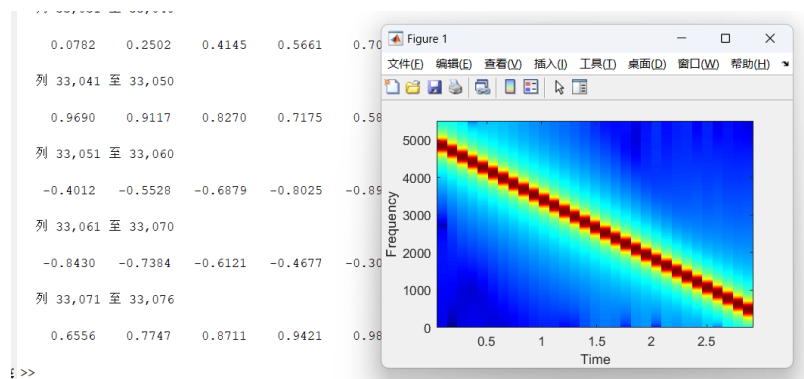 0.0782 0.2502 0.4145 0.5661
列 33,041 至 33,050
0.9690 0.9117 0.8270 0.7175
列 33,051 至 33,060
-0.4012 -0.5528 -0.6879 -0.8025
列 33,061 至 33,070
-0.8430 -0.7384 -0.6121 -0.4677
列 33,071 至 33,076
0.6556 0.7747 0.8711 0.9421
>>
Figure 1
文件(F) 编辑(E) 查看(V) 插入(I) 工具(T) 桌面(D) 窗口(W) 帮助(H)
5000
4000
3000
2000
1000
0
Frequency
0.5 1 1.5 2 2.5
Time